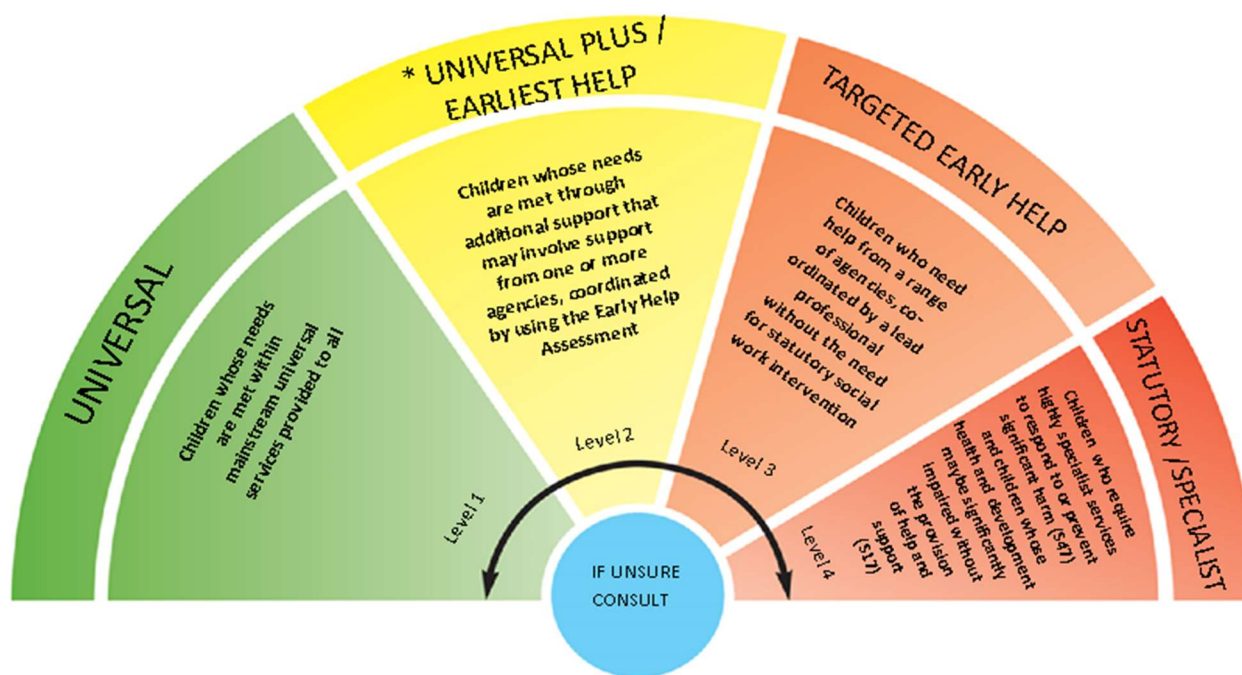 UNIVERSAL
Children whose needs
are met within
mainstream universal
services provided to all
Level 1
* UNIVERSAL PLUS /
EARLIEST HELP
Children whose needs
are met through
additional support that
may involve support
from one or more
agencies, coordinated
by using the Early Help
Assessment
Level 2
TARGETED EARLY HELP
Children who need
help from a range
of agencies, co-
ordinated by a lead
professional
without the need
for statutory social
work intervention
Level 3
STATUTORY / SPECIALIST
Children who require
highly specialist services
to respond to or prevent
significant harm (S47)
and children whose
health and development
maybe significantly
impaired without
the provision
of help and
support
(S17)
Level 4
IF UNSURE
CONSULT